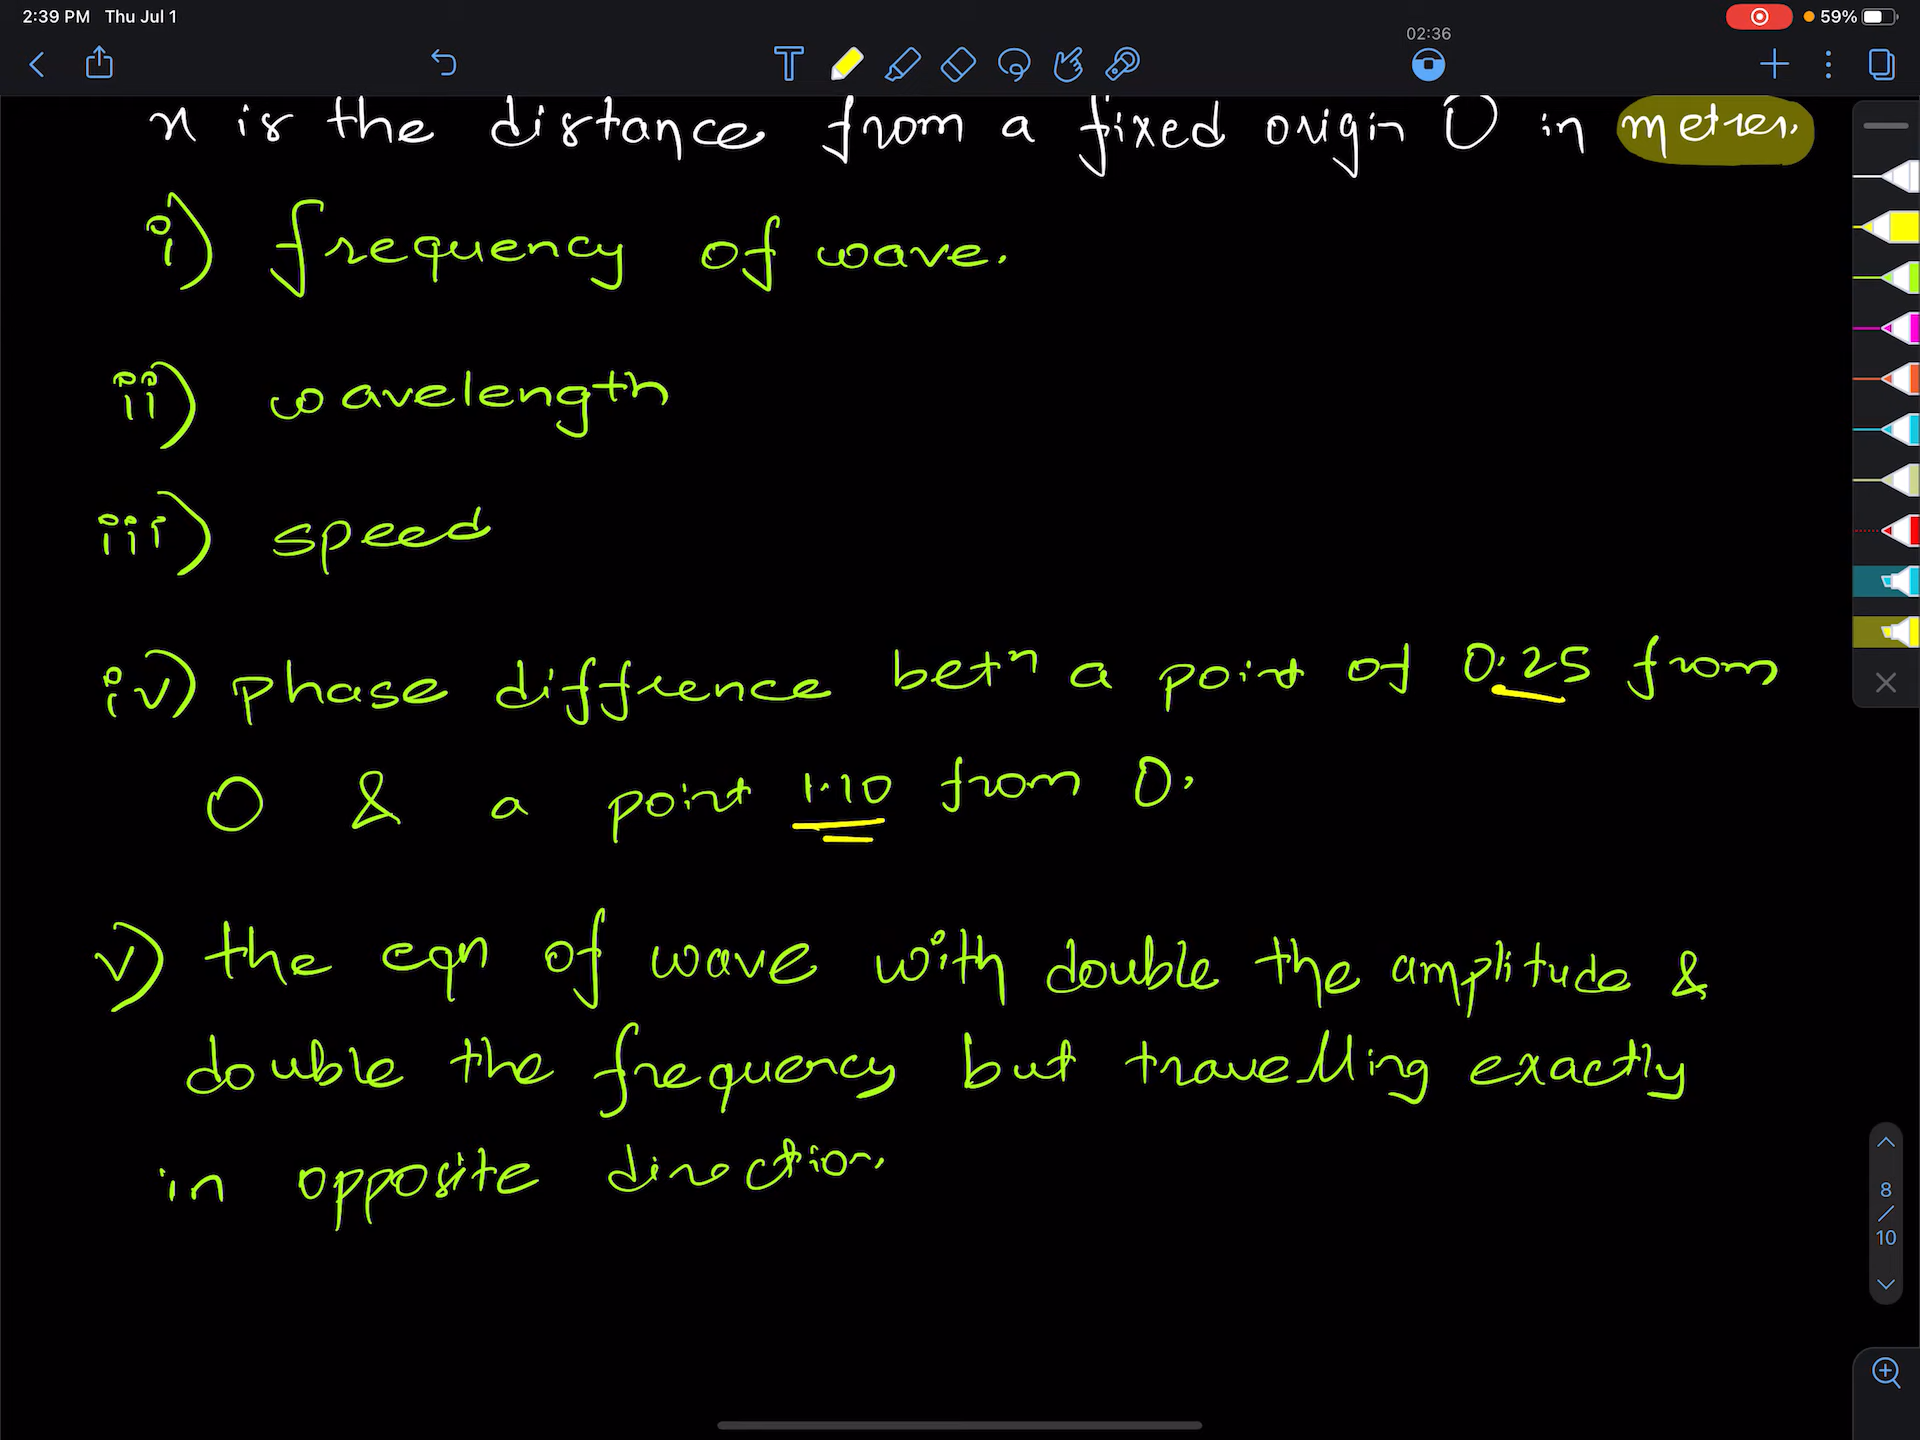 2:39 PM Thu Jul 1
59%
02:36
x is the distance from a fixed origin O in metres.
i) frequency of wave.
ii) wavelength
iii) speed
iv) phase diffrence betn a point of 0.25 from
O & a point 1.10 from O.
v) the eqn of wave with double the amplitude &
double the frequency but travelling exactly
in opposite direction.
8
/
10